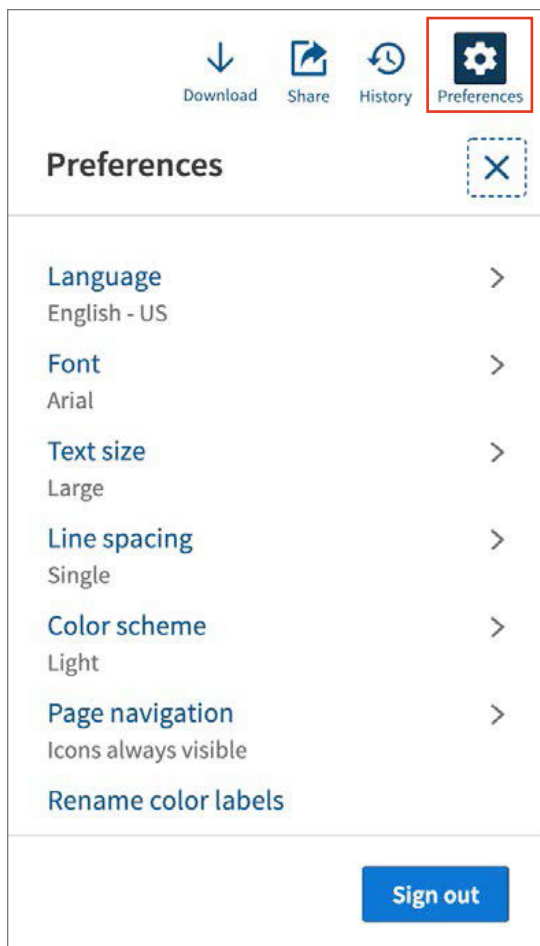 Download Share History Preferences
Preferences
Language
English - US
Font
Arial
Text size
Large
Line spacing
Single
Color scheme
Light
Page navigation
Icons always visible
Rename color labels
Sign out